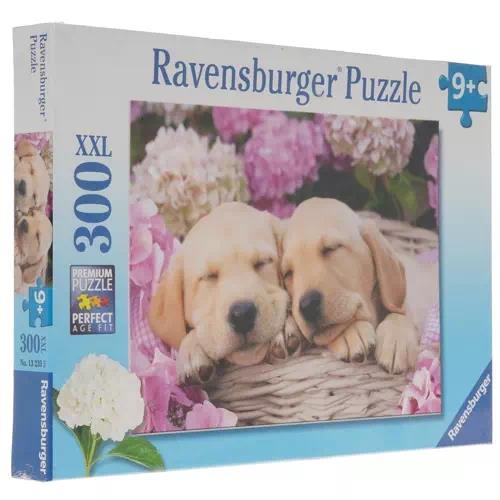 Ravensburger® Puzzle
9+
XXL
300
PREMIUM
PUZZLE
PERFECT
AGE FIT
Ravensburger
Ravensburger®
Puzzle
9+
300 XXL
Ravensburger